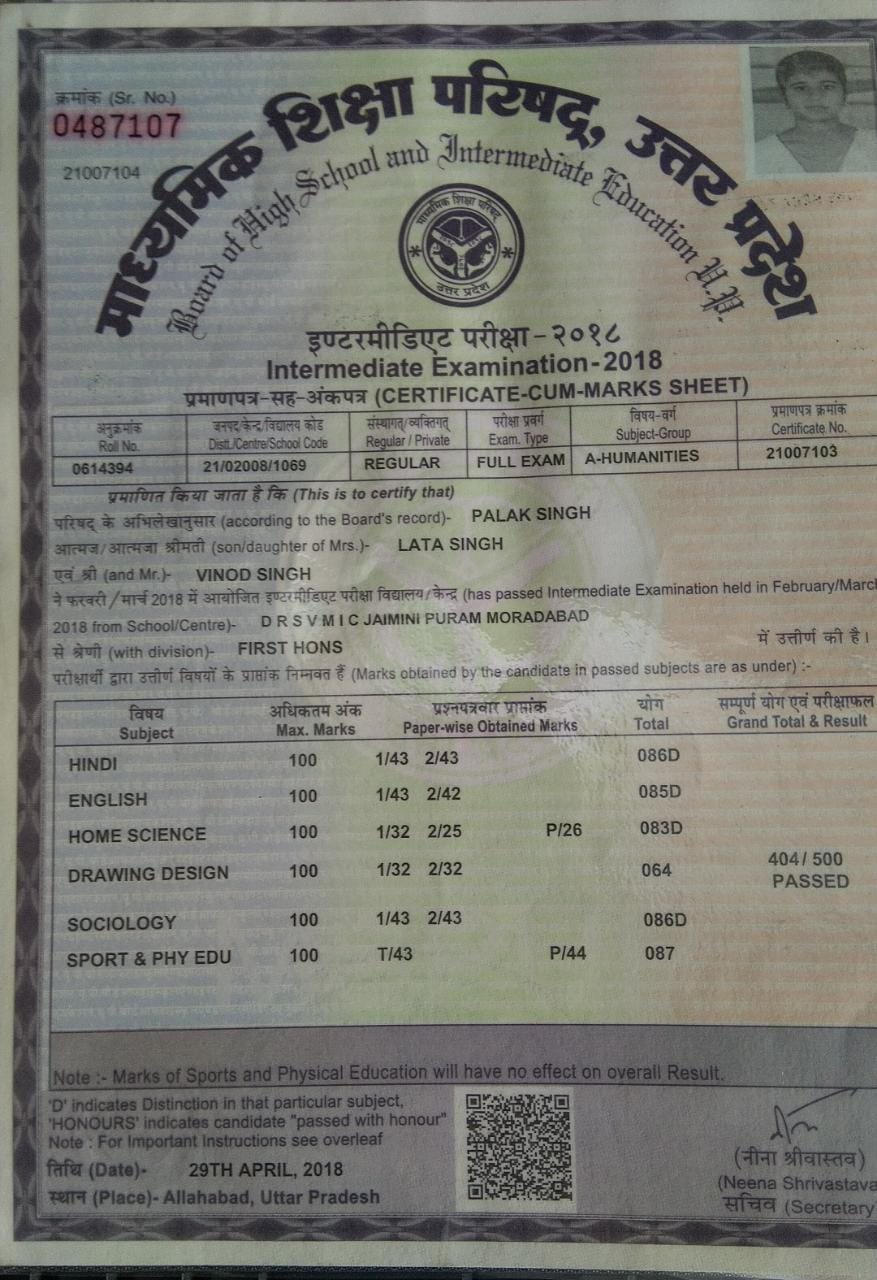 क्रमांक (Sr. No.)
0487107
21007104
माध्यमिक शिक्षा परिषद्, उत्तर प्रदेश
Board of High School and Intermediate Education U.P.
माध्यमिक शिक्षा परिषद्
उत्तर प्रदेश
इण्टरमीडिएट परीक्षा - २०१८
Intermediate Examination-2018
प्रमाणपत्र-सह-अंकपत्र (CERTIFICATE-CUM-MARKS SHEET)
अनुक्रमांक जनपद/केन्द्र/विद्यालय कोड संस्थागत्/व्यक्तिगत् परीक्षा प्रवर्ग विषय-वर्ग प्रमाणपत्र क्रमांक
Roll No. Distt./Centre/School Code Regular / Private Exam. Type Subject-Group Certificate No.
0614394 21/02008/1069 REGULAR FULL EXAM A-HUMANITIES 21007103
प्रमाणित किया जाता है कि (This is to certify that)
परिषद् के अभिलेखानुसार (according to the Board's record)- PALAK SINGH
आत्मज/आत्मजा श्रीमती (son/daughter of Mrs.)- LATA SINGH
एवं श्री (and Mr.)- VINOD SINGH
ने फरवरी/मार्च 2018 में आयोजित इण्टरमीडिएट परीक्षा विद्यालय/केन्द्र (has passed Intermediate Examination held in February/March
2018 from School/Centre)- D R S V M I C JAIMINI PURAM MORADABAD
से श्रेणी (with division)- FIRST HONS में उत्तीर्ण की है।
परीक्षार्थी द्वारा उत्तीर्ण विषयों के प्राप्तांक निम्नवत हैं (Marks obtained by the candidate in passed subjects are as under) :-
विषय अधिकतम अंक प्रश्नपत्रवार प्राप्तांक योग सम्पूर्ण योग एवं परीक्षाफल
Subject Max. Marks Paper-wise Obtained Marks Total Grand Total & Result
HINDI 100 1/43 2/43 086D
ENGLISH 100 1/43 2/42 085D
HOME SCIENCE 100 1/32 2/25 P/26 083D
DRAWING DESIGN 100 1/32 2/32 064 404/ 500
PASSED
SOCIOLOGY 100 1/43 2/43 086D
SPORT & PHY EDU 100 T/43 P/44 087
Note :- Marks of Sports and Physical Education will have no effect on overall Result.
'D' indicates Distinction in that particular subject,
'HONOURS' indicates candidate "passed with honour"
Note : For Important Instructions see overleaf
तिथि (Date)- 29TH APRIL, 2018
स्थान (Place)- Allahabad, Uttar Pradesh
(नीना श्रीवास्तव)
(Neena Shrivastava
सचिव (Secretary)